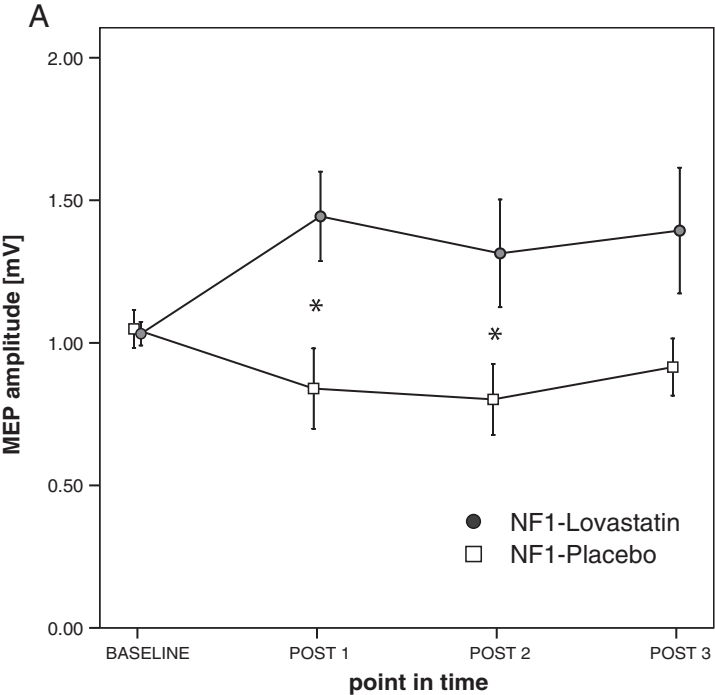 A
2.00
1.50
1.00
0.50
0.00
MEP amplitude [mV]
*
*
NF1-Lovastatin
NF1-Placebo
BASELINE POST 1 POST 2 POST 3
point in time